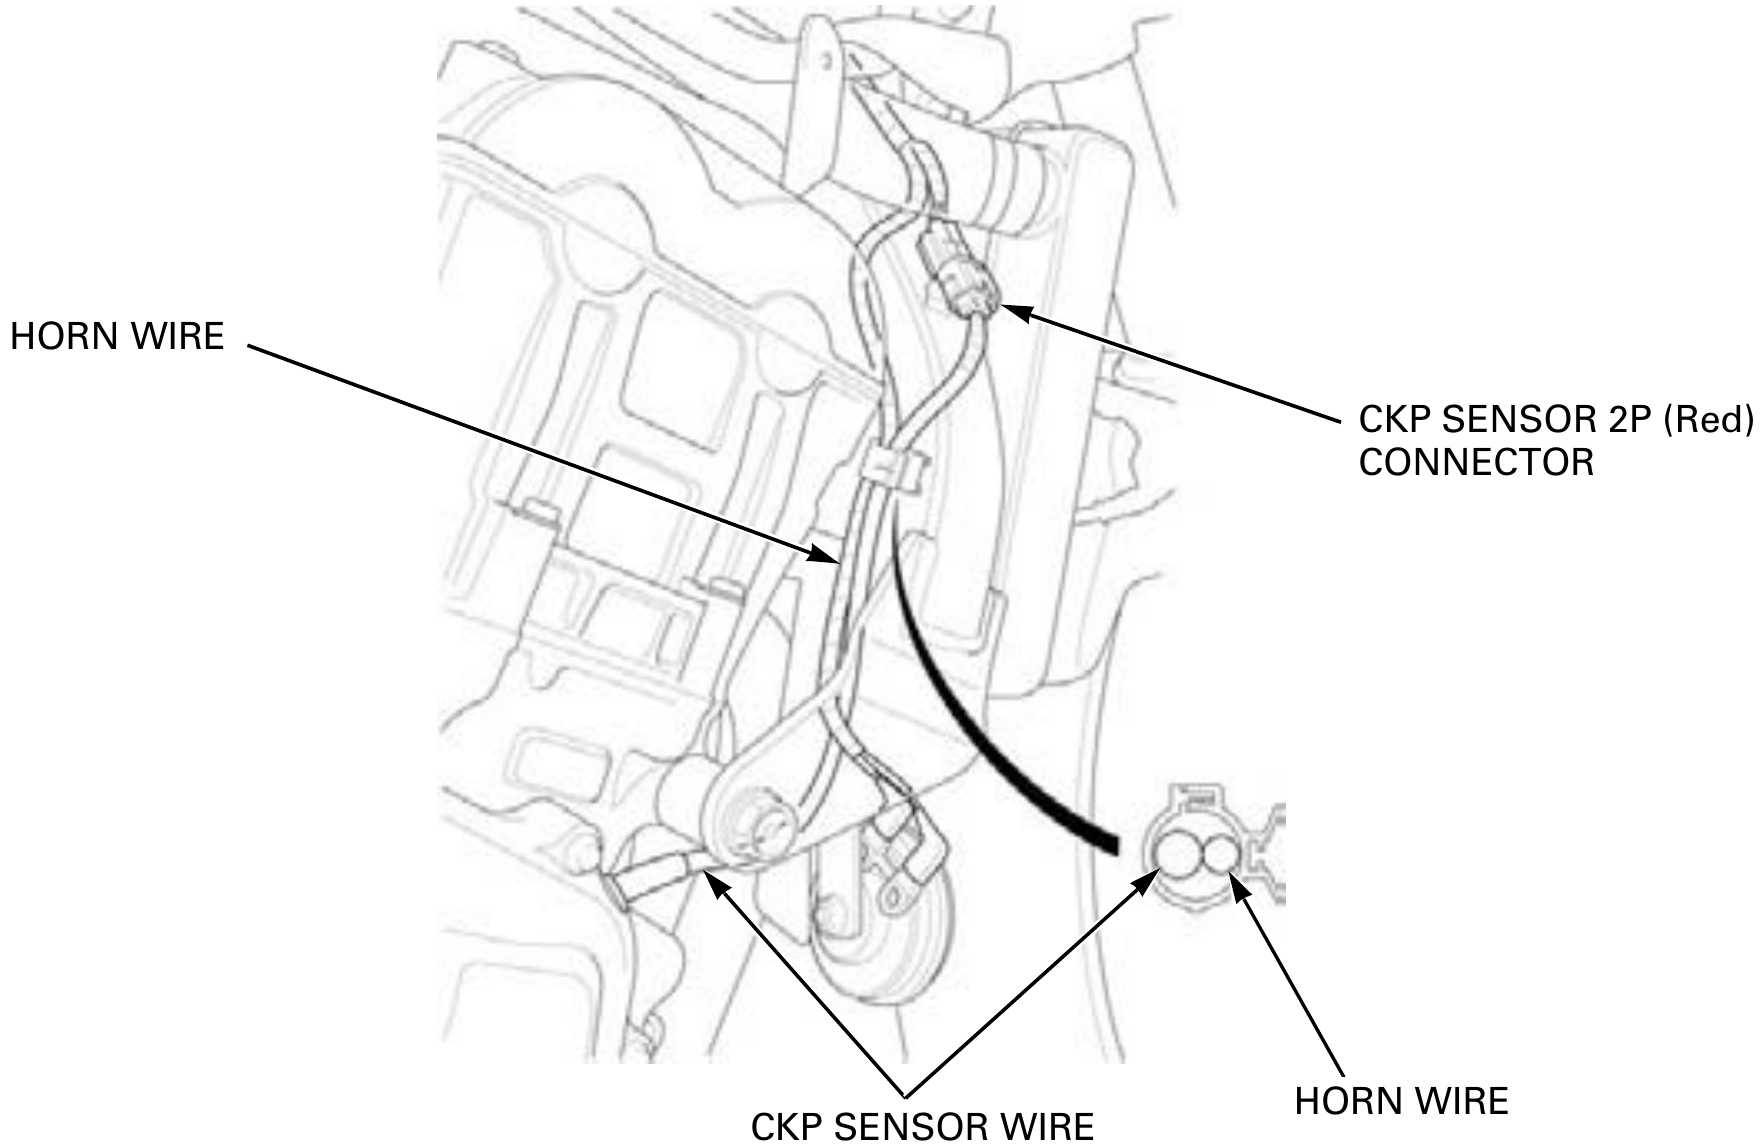 HORN WIRE
CKP SENSOR 2P (Red)
CONNECTOR
CKP SENSOR WIRE
HORN WIRE